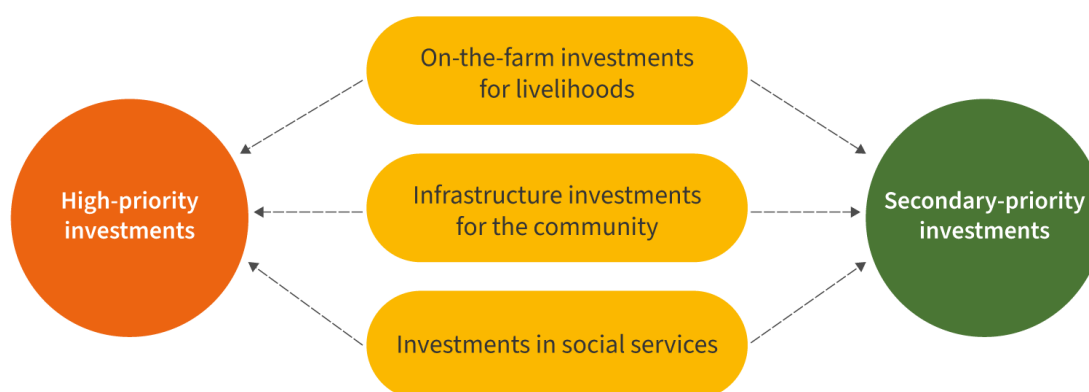 On-the-farm investments
for livelihoods
High-priority
investments
Infrastructure investments
for the community
Secondary-priority
investments
Investments in social services